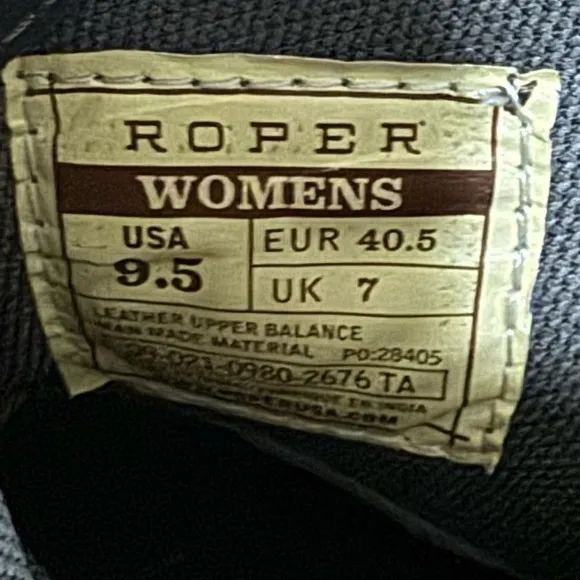 ROPER
WOMENS
USA
9.5
EUR 40.5
UK 7
LEATHER UPPER BALANCE
MAN MADE MATERIAL PO:28405
-021-0980-2676 TA
INDIA